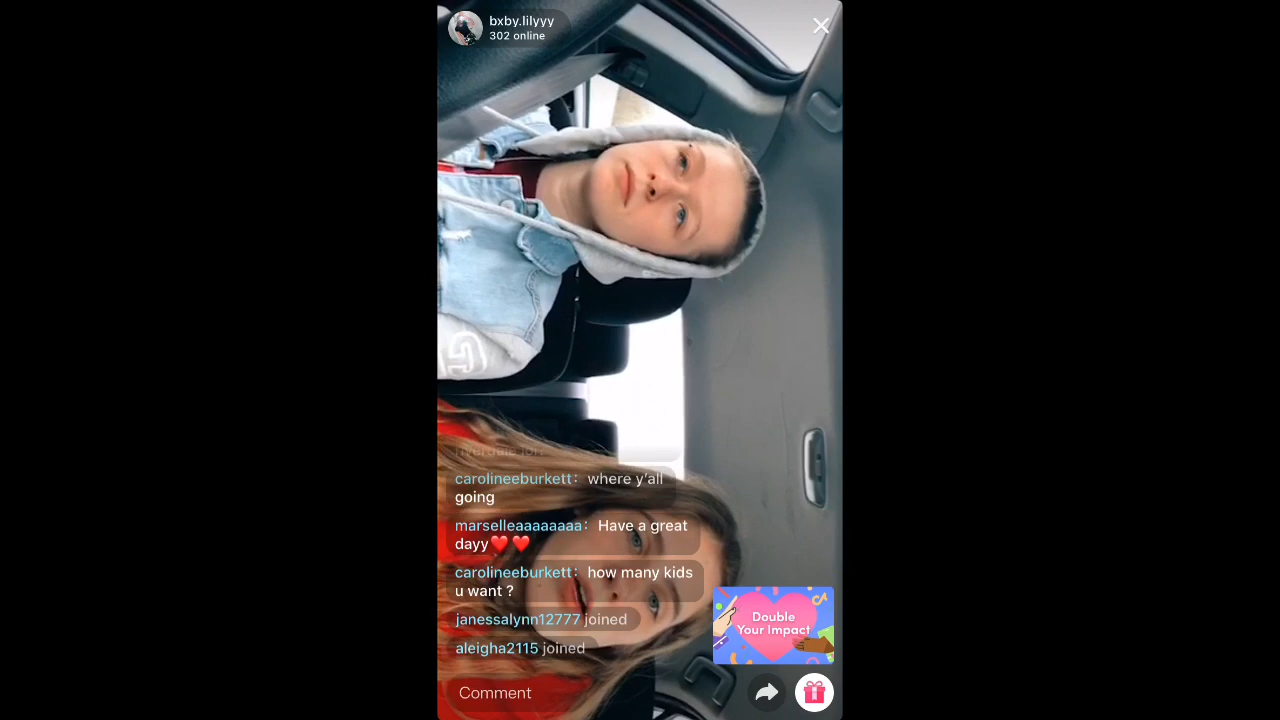 bxby.lilyyy
302 online
carolineeburkett: where y'all
going
marselleaaaaaaaa: Have a great
dayy❤️❤️
carolineeburkett: how many kids
u want ?
janessalynn12777 joined
aleigha2115 joined
Double
Your Impact
Comment